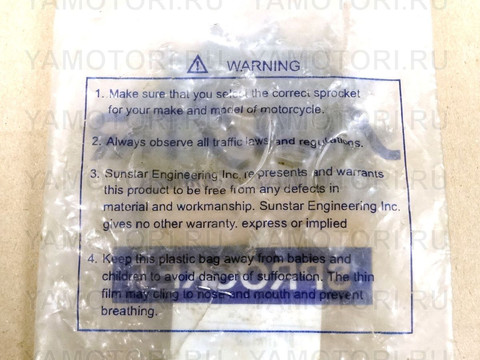 YAMOTORI.RU YAMOTORI.RU YAMOTORI.RU
⚠ WARNING
1. Make sure that you select the correct sprocket
for your make and model of motorcycle.
2. Always observe all traffic laws and regulations.
3. Sunstar Engineering Inc. represents and warrants
this product to be free from any defects in
material and workmanship. Sunstar Engineering Inc.
gives no other warranty. express or implied
4. Keep this plastic bag away from babies and
children to avoid danger of suffocation. The thin
film may cling to nose and mouth and prevent
breathing.